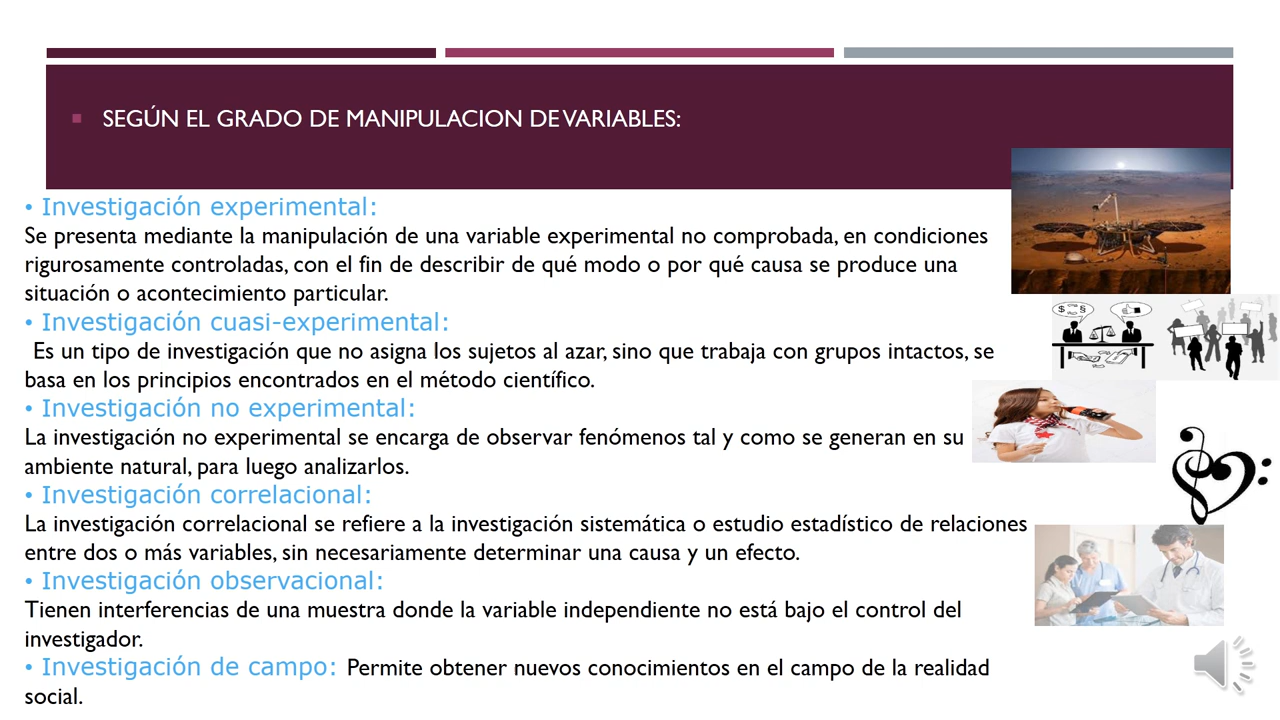 ▪ SEGÚN EL GRADO DE MANIPULACION DE VARIABLES:
• Investigación experimental:
Se presenta mediante la manipulación de una variable experimental no comprobada, en condiciones
rigurosamente controladas, con el fin de describir de qué modo o por qué causa se produce una
situación o acontecimiento particular.
• Investigación cuasi-experimental:
Es un tipo de investigación que no asigna los sujetos al azar, sino que trabaja con grupos intactos, se
basa en los principios encontrados en el método científico.
• Investigación no experimental:
La investigación no experimental se encarga de observar fenómenos tal y como se generan en su
ambiente natural, para luego analizarlos.
• Investigación correlacional:
La investigación correlacional se refiere a la investigación sistemática o estudio estadístico de relaciones
entre dos o más variables, sin necesariamente determinar una causa y un efecto.
• Investigación observacional:
Tienen interferencias de una muestra donde la variable independiente no está bajo el control del
investigador.
• Investigación de campo: Permite obtener nuevos conocimientos en el campo de la realidad
social.
$ % §